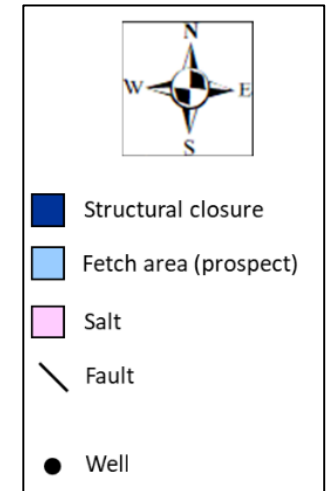 N
W E
S
Structural closure
Fetch area (prospect)
Salt
Fault
Well